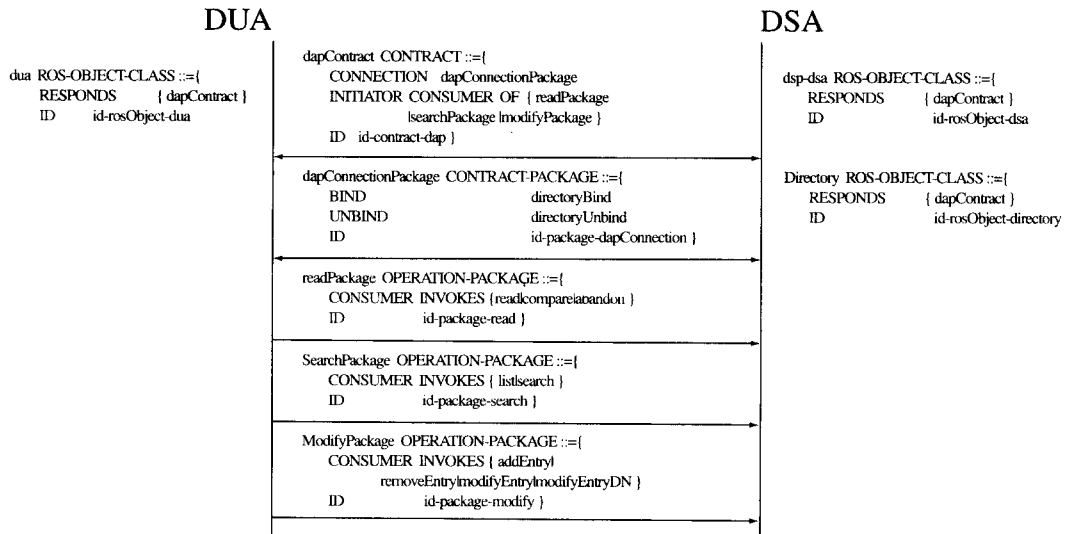 DUA
DSA
dua ROS-OBJECT-CLASS ::={
RESPONDS { dapContract }
ID id-rosObject-dua
dapContract CONTRACT ::={
CONNECTION dapConnectionPackage
INITIATOR CONSUMER OF { readPackage
|searchPackage |modifyPackage }
ID id-contract-dap }
dapConnectionPackage CONTRACT-PACKAGE ::={
BIND directoryBind
UNBIND directoryUnbind
ID id-package-dapConnection }
readPackage OPERATION-PACKAGE ::={
CONSUMER INVOKES {read|compare|abandon }
ID id-package-read }
SearchPackage OPERATION-PACKAGE ::={
CONSUMER INVOKES { list|search }
ID id-package-search }
ModifyPackage OPERATION-PACKAGE ::={
CONSUMER INVOKES { addEntry|
removeEntry|modifyEntry|modifyEntryDN }
ID id-package-modify }
dsp-dsa ROS-OBJECT-CLASS ::={
RESPONDS { dapContract }
ID id-rosObject-dsa
Directory ROS-OBJECT-CLASS ::={
RESPONDS { dapContract }
ID id-rosObject-directory